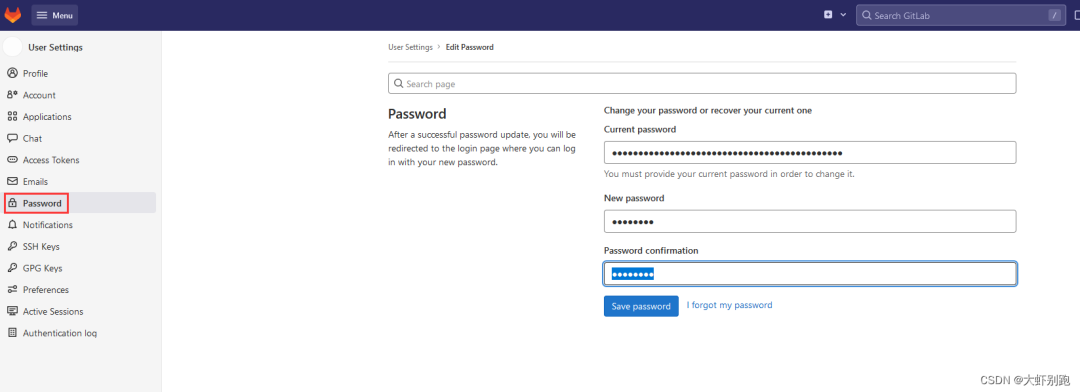 Menu
Search GitLab /
User Settings
Profile
Account
Applications
Chat
Access Tokens
Emails
Password
Notifications
SSH Keys
GPG Keys
Preferences
Active Sessions
Authentication log
User Settings > Edit Password
Search page
Password
After a successful password update, you will be
redirected to the login page where you can log
in with your new password.
Change your password or recover your current one
Current password
You must provide your current password in order to change it.
New password
Password confirmation
Save password I forgot my password
CSDN @大虾别跑